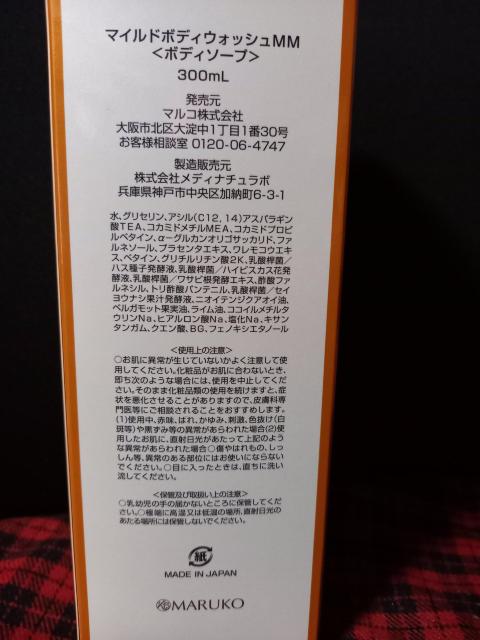 マイルドボディウォッシュMM
<ボディソープ>
300mL
発売元
マルコ株式会社
大阪市北区大淀中1丁目1番30号
お客様相談室 0120-06-4747
製造販売元
株式会社メディナチュラボ
兵庫県神戸市中央区加納町6-3-1
水、グリセリン、アシル(C12,14)アスパラギン
酸TEA、コカミドメチルMEA、コカミドプロピ
ルベタイン、α-グルカンオリゴサッカリド、ファ
ルネソール、プラセンタエキス、ワレモコウエキ
ス、ベタイン、グリチルリチン酸2K、乳酸桿菌/
ハス種子発酵液、乳酸桿菌/ハイビスカス花発
酵液、乳酸桿菌/ワサビ根発酵エキス、酢酸ファ
ルネシル、トリ酢酸パンテニル、乳酸桿菌/セイ
ヨウナシ果汁発酵液、ニオイテンジクアオイ油、
ベルガモット果実油、ライム油、ココイルメチルタ
ウリンNa、ヒアルロン酸Na、塩化Na、キサン
タンガム、クエン酸、BG、フェノキシエタノール
<使用上の注意>
○お肌に異常が生じていないかよく注意して使
用してください。化粧品がお肌に合わないとき、
即ち次のような場合には、使用を中止してくださ
い。そのまま化粧品類の使用を続けますと、症
状を悪化させることがありますので、皮膚科専
門医等にご相談されることをおすすめします。
(1)使用中、赤味、はれ、かゆみ、刺激、色抜け(白
斑等)や黒ずみ等の異常があらわれた場合(2)使
用したお肌に、直射日光があたって上記のよう
な異常があらわれた場合○傷やはれもの、しっ
しん等、異常のある部位にはお使いにならない
でください。○目に入ったときは、直ちに洗い
流してください。
<保管及び取扱い上の注意>
○乳幼児の手の届かないところに保管してくだ
さい。○極端に高温又は低温の場所、直射日光の
あたる場所には保管しないでください。
紙
MADE IN JAPAN
MARUKO